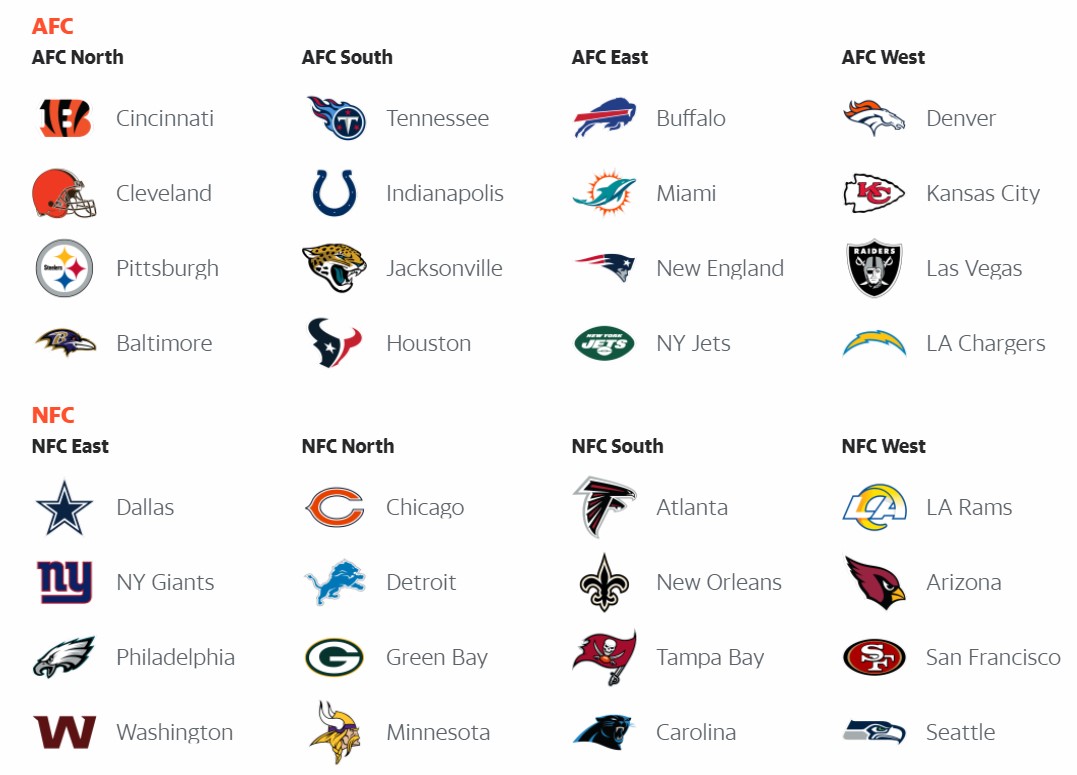 AFC
AFC North
Cincinnati
Cleveland
Steelers
Pittsburgh
B
Baltimore
AFC South
T
Tennessee
Indianapolis
Jacksonville
Houston
AFC East
Buffalo
Miami
New England
NEW YORK
JETS
NY Jets
AFC West
Denver
KC
Kansas City
RAIDERS
Las Vegas
LA Chargers
NFC
NFC East
Dallas
ny
NY Giants
Philadelphia
W
Washington
NFC North
C
Chicago
Detroit
G
Green Bay
Minnesota
NFC South
Atlanta
New Orleans
Tampa Bay
Carolina
NFC West
LA
LA Rams
Arizona
SF
San Francisco
Seattle